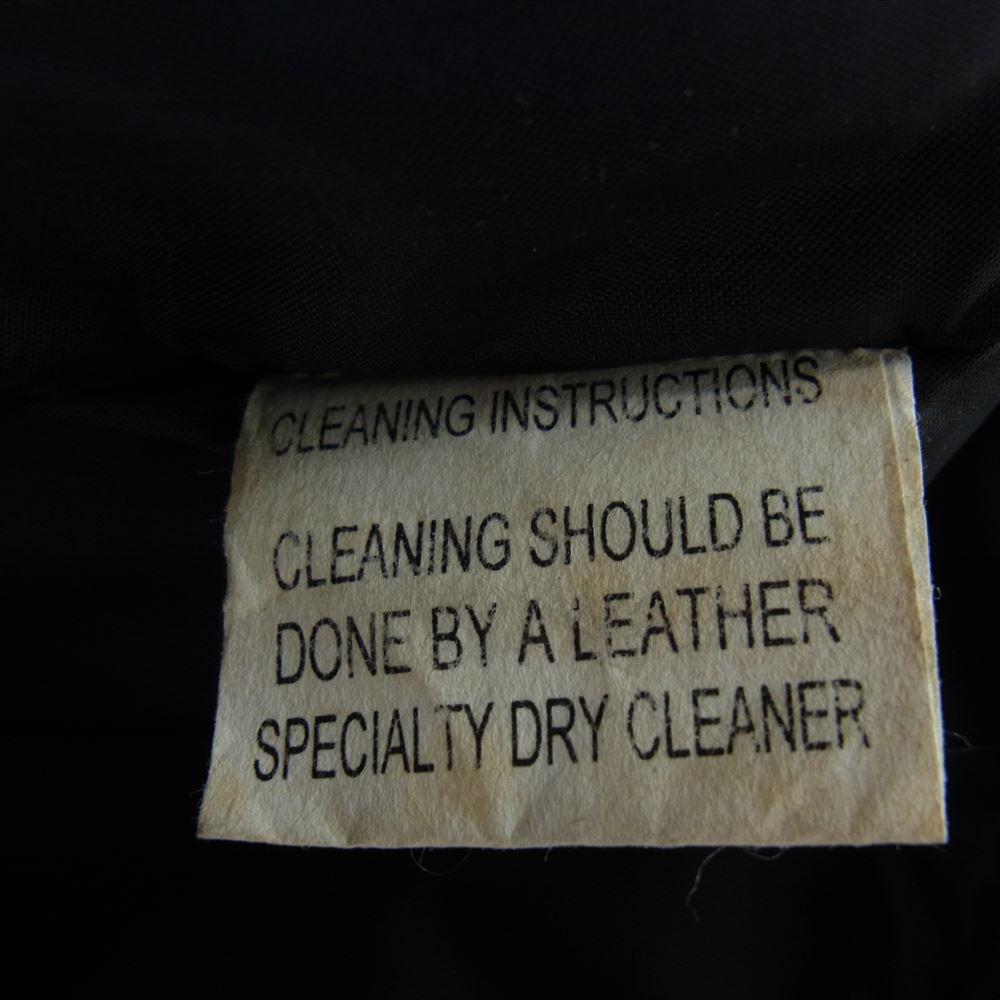 CLEANING INSTRUCTIONS
CLEANING SHOULD BE
DONE BY A LEATHER
SPECIALTY DRY CLEANER